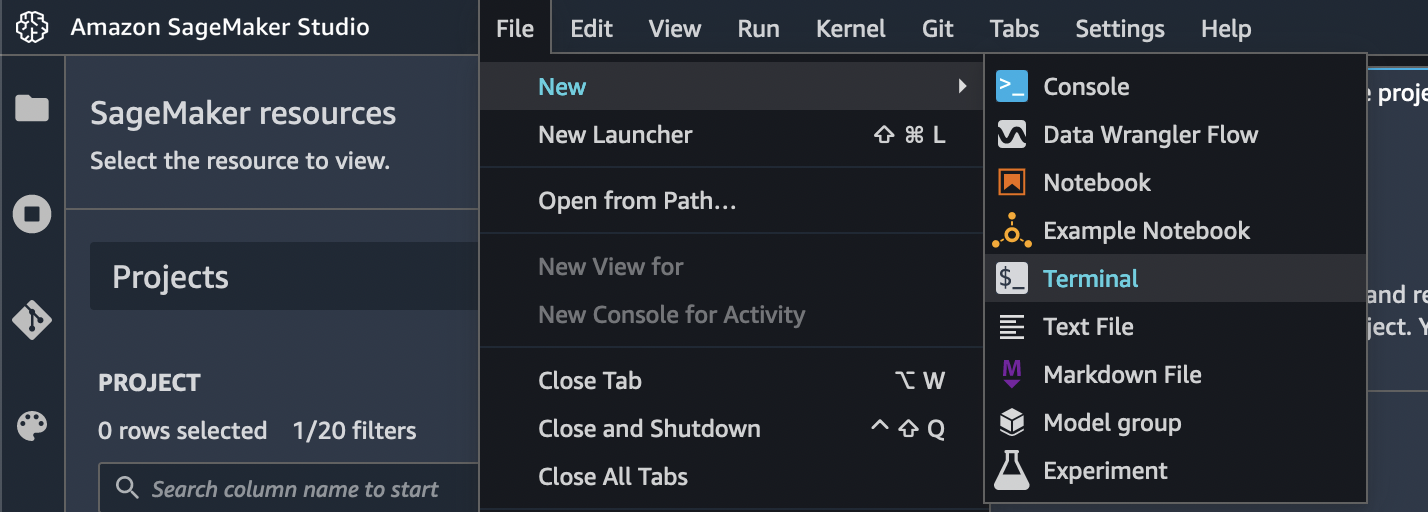 Amazon SageMaker Studio
File Edit View Run Kernel Git Tabs Settings Help
SageMaker resources
Select the resource to view.
Projects
PROJECT
0 rows selected 1/20 filters
Search column name to start
New
New Launcher ⇧ ⌘ L
Open from Path…
New View for
New Console for Activity
Close Tab ⌥ W
Close and Shutdown ^ ⇧ Q
Close All Tabs
>_ Console
Data Wrangler Flow
Notebook
Example Notebook
$_ Terminal
Text File
M Markdown File
Model group
Experiment
and